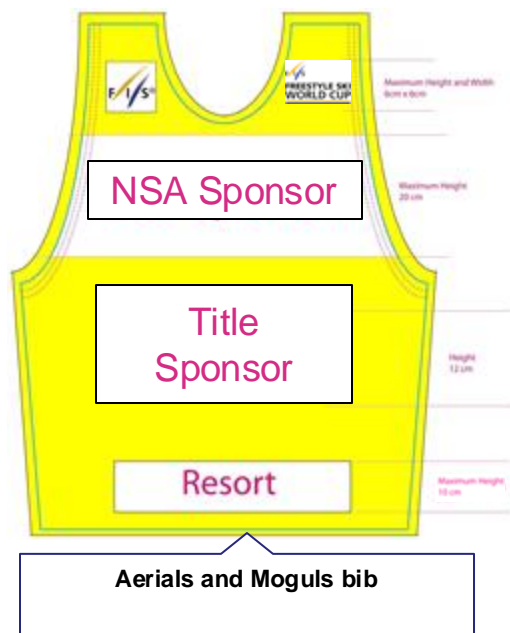 F/I/S®
F/I/S
FREESTYLE SKI
WORLD CUP
Maximum Height and Width
6cm x 6cm
NSA Sponsor
Maximum Height
20 cm
Title
Sponsor
Height
12 cm
Resort
Maximum Height
10 cm
Aerials and Moguls bib